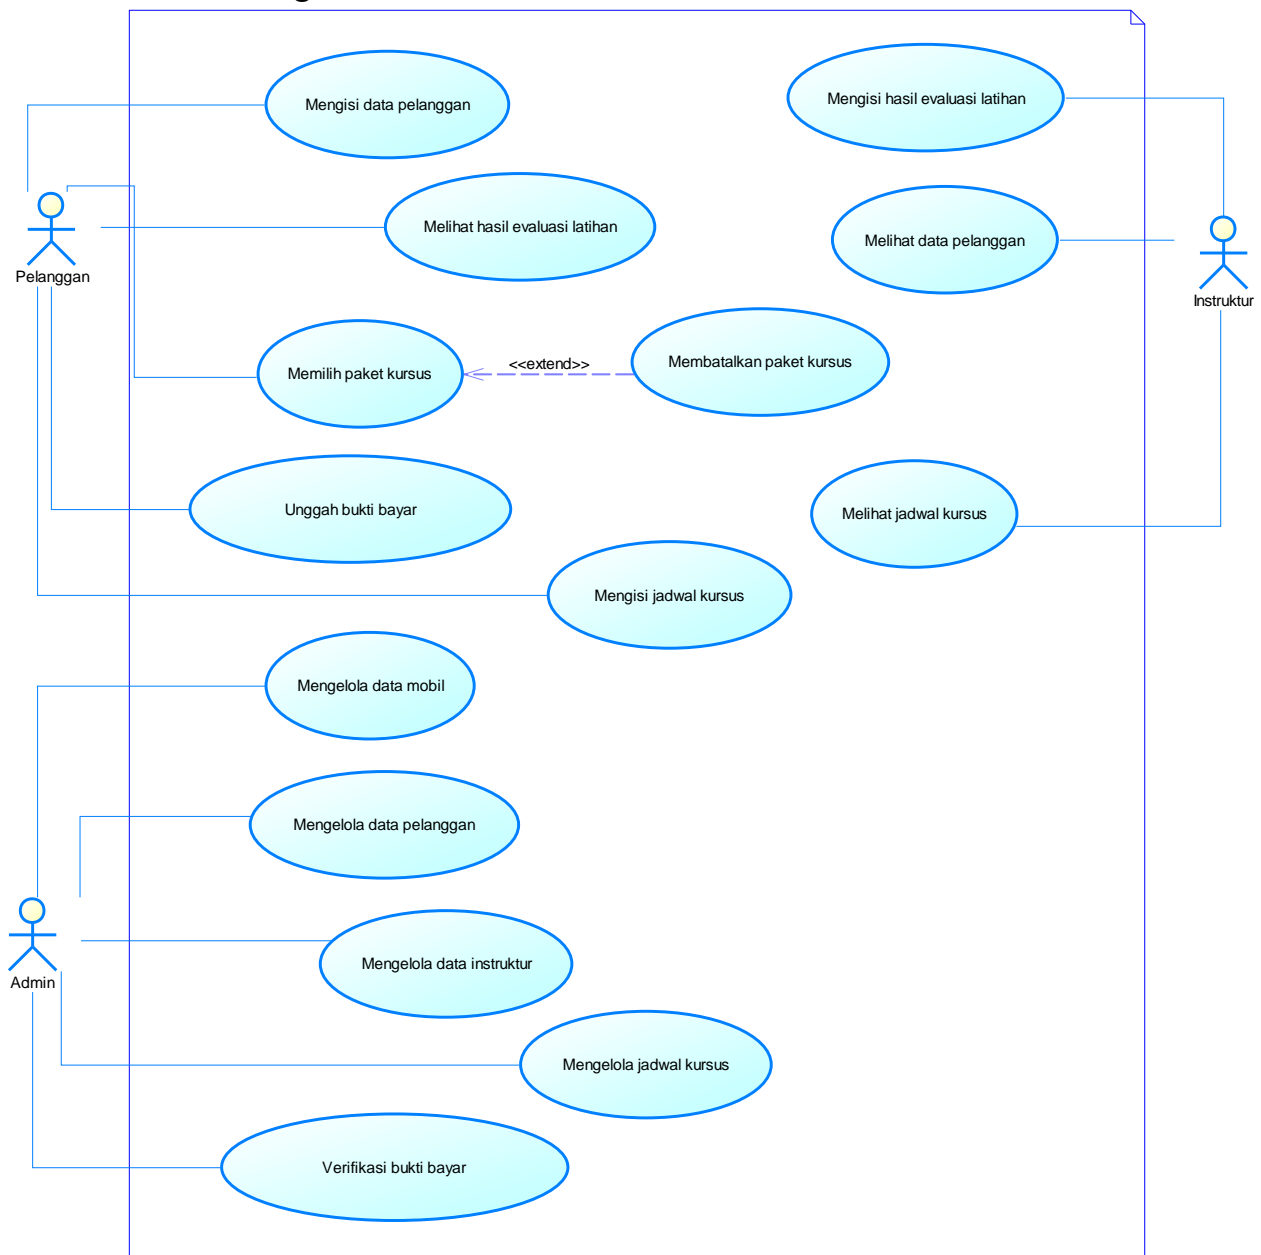 Mengisi data pelanggan
Mengisi hasil evaluasi latihan
Melihat hasil evaluasi latihan
Melihat data pelanggan
Pelanggan
Instruktur
Memilih paket kursus
<<extend>>
Membatalkan paket kursus
Unggah bukti bayar
Melihat jadwal kursus
Mengisi jadwal kursus
Mengelola data mobil
Mengelola data pelanggan
Mengelola data instruktur
Admin
Mengelola jadwal kursus
Verifikasi bukti bayar